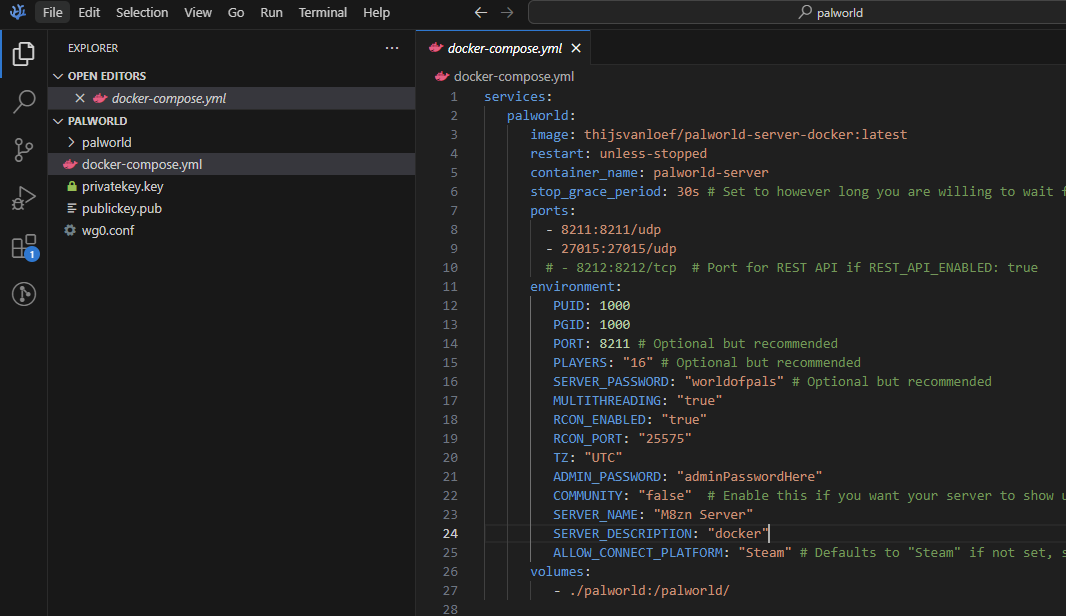 File Edit Selection View Go Run Terminal Help palworld
EXPLORER
OPEN EDITORS
docker-compose.yml
PALWORLD
palworld
docker-compose.yml
privatekey.key
publickey.pub
wg0.conf
1
docker-compose.yml
docker-compose.yml
1 services:
2 palworld:
3 image: thijsvanloef/palworld-server-docker:latest
4 restart: unless-stopped
5 container_name: palworld-server
6 stop_grace_period: 30s # Set to however long you are willing to wait
7 ports:
8 - 8211:8211/udp
9 - 27015:27015/udp
10 # - 8212:8212/tcp # Port for REST API if REST_API_ENABLED: true
11 environment:
12 PUID: 1000
13 PGID: 1000
14 PORT: 8211 # Optional but recommended
15 PLAYERS: "16" # Optional but recommended
16 SERVER_PASSWORD: "worldofpals" # Optional but recommended
17 MULTITHREADING: "true"
18 RCON_ENABLED: "true"
19 RCON_PORT: "25575"
20 TZ: "UTC"
21 ADMIN_PASSWORD: "adminPasswordHere"
22 COMMUNITY: "false" # Enable this if you want your server to show
23 SERVER_NAME: "M8zn Server"
24 SERVER_DESCRIPTION: "docker"
25 ALLOW_CONNECT_PLATFORM: "Steam" # Defaults to "Steam" if not set,
26 volumes:
27 - ./palworld:/palworld/
28